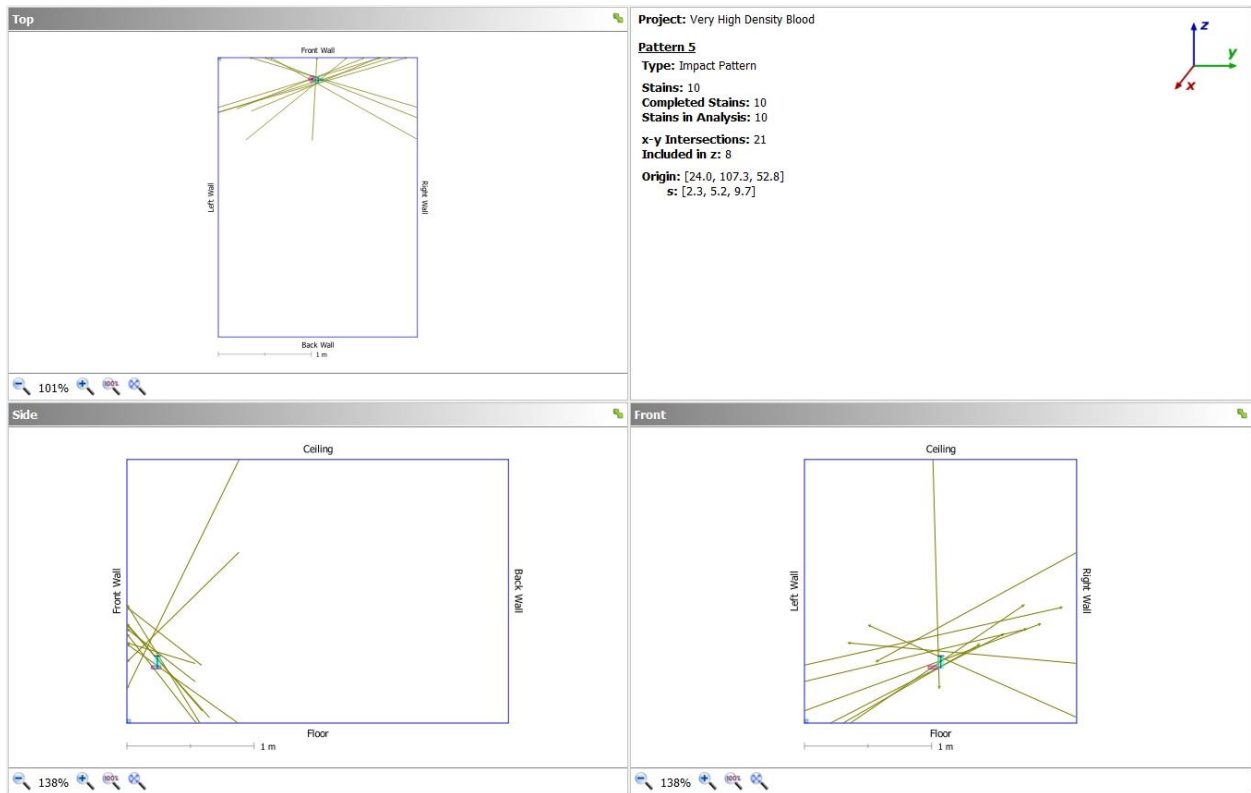 Top
Front Wall
Left Wall
Right Wall
Back Wall
1 m
101%
100%
Project: Very High Density Blood
Pattern 5
Type: Impact Pattern
Stains: 10
Completed Stains: 10
Stains in Analysis: 10
x-y Intersections: 21
Included in z: 8
Origin: [24.0, 107.3, 52.8]
s: [2.3, 5.2, 9.7]
z
y
x
Side
Ceiling
Front Wall
Back Wall
Floor
1 m
138%
100%
Front
Ceiling
Left Wall
Right Wall
Floor
1 m
138%
100%